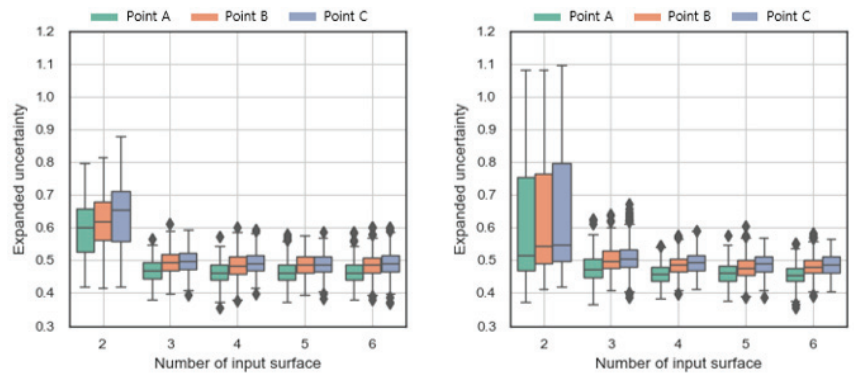 Point A Point B Point C
1.2
1.1
1.0
0.9
0.8
0.7
0.6
0.5
0.4
0.3
Expanded uncertainty
2 3 4 5 6
Number of input surface
Point A Point B Point C
1.2
1.1
1.0
0.9
0.8
0.7
0.6
0.5
0.4
0.3
Expanded uncertainty
2 3 4 5 6
Number of input surface